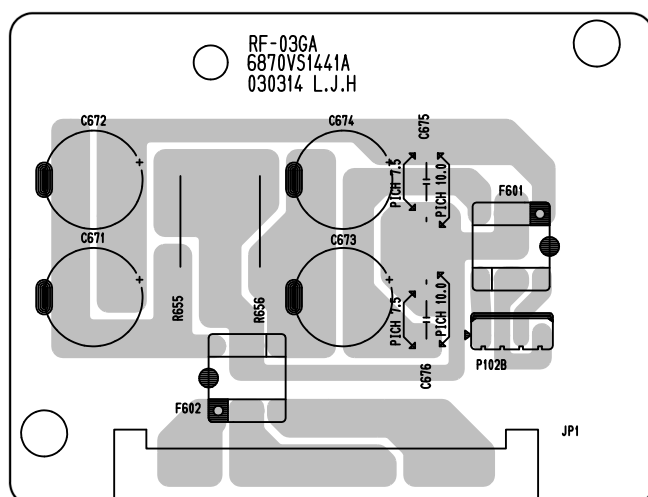 RF-03GA
6870VS1441A
030314 L.J.H
C672
C674
C675
PICH 7.5
PICH 10.0
F601
C671
C673
R655
R656
PICH 7.5
PICH 10.0
P102B
C676
F602
JP1